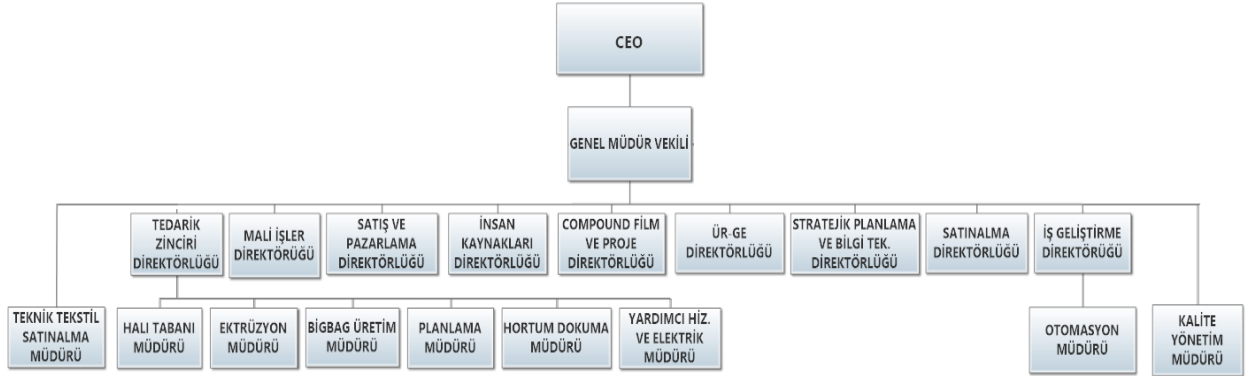 CEO
GENEL MÜDÜR VEKİLİ
TEDARİK
ZİNCİRİ
DİREKTÖRLÜĞÜ
MALİ İŞLER
DİREKTÖRÜĞÜ
SATIŞ VE
PAZARLAMA
DİREKTÖRLÜĞÜ
İNSAN
KAYNAKLARI
DİREKTÖRLÜĞÜ
COMPOUND FİLM
VE PROJE
DİREKTÖRLÜĞÜ
ÜR-GE
DİREKTÖRLÜĞÜ
STRATEJİK PLANLAMA
VE BİLGİ TEK.
DİREKTÖRLÜĞÜ
SATINALMA
DİREKTÖRLÜĞÜ
İŞ GELİŞTİRME
DİREKTÖRÜĞÜ
TEKNİK TEKSTİL
SATINALMA
MÜDÜRÜ
HALI TABANI
MÜDÜRÜ
EKTRÜZYON
MÜDÜRÜ
BİGBAG ÜRETİM
MÜDÜRÜ
PLANLAMA
MÜDÜRÜ
HORTUM DOKUMA
MÜDÜRÜ
YARDIMCI HİZ.
VE ELEKTRİK
MÜDÜRÜ
OTOMASYON
MÜDÜRÜ
KALİTE
YÖNETİM
MÜDÜRÜ